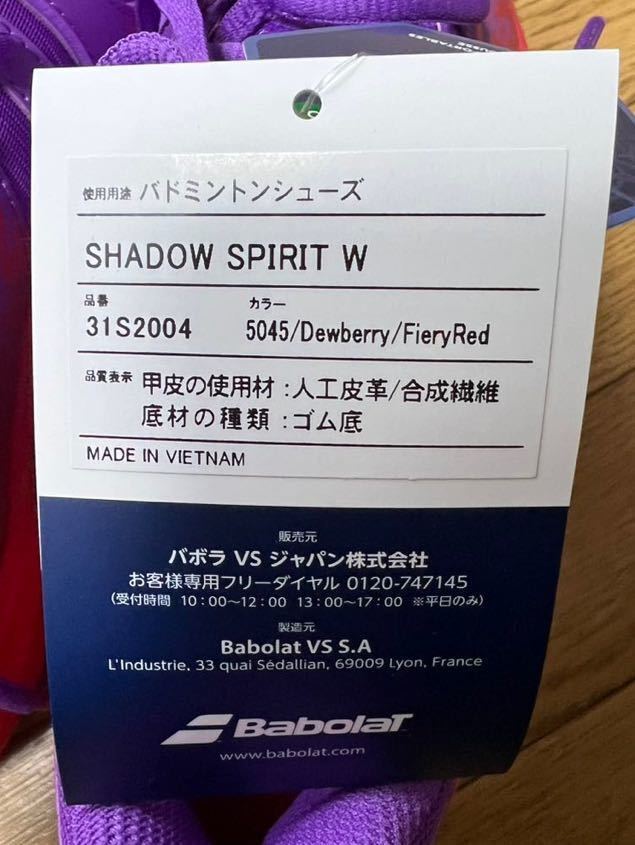 PORTABLES
使用用途 バドミントンシューズ
SHADOW SPIRIT W
品番 カラー
31S2004 5045/Dewberry/FieryRed
品質表示 甲皮の使用材:人工皮革/合成繊維
底材の種類:ゴム底
MADE IN VIETNAM
販売元
バボラ VS ジャパン株式会社
お客様専用フリーダイヤル 0120-747145
(受付時間 10:00~12:00 13:00~17:00 ※平日のみ)
製造元
Babolat VS S.A
L'Industrie, 33 quai Sédallian, 69009 Lyon, France
Babolat
www.babolat.com